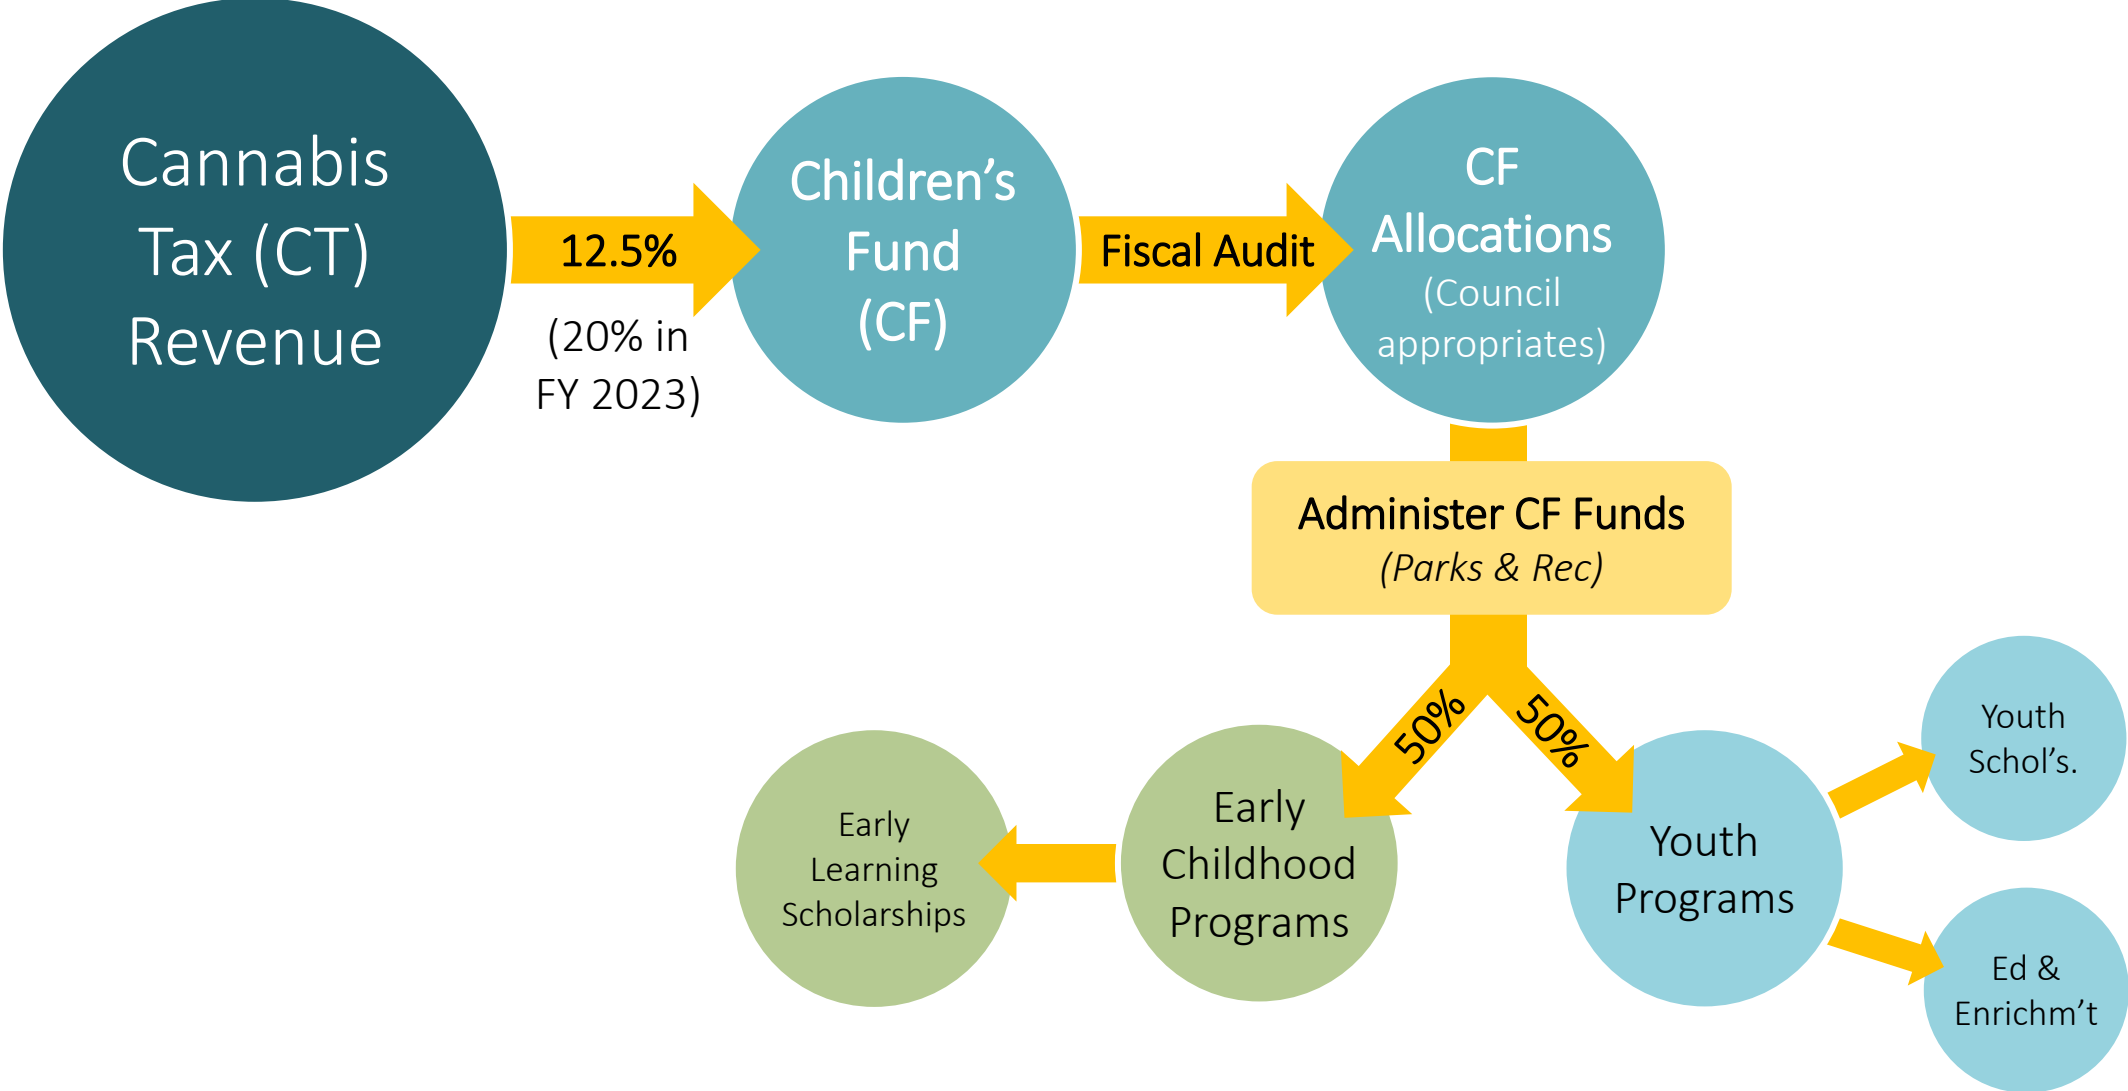 Cannabis
Tax (CT)
Revenue
12.5%
(20% in
FY 2023)
Children’s
Fund
(CF)
Fiscal Audit
CF
Allocations
(Council
appropriates)
Administer CF Funds
(Parks & Rec)
50%
50%
Early
Childhood
Programs
Early
Learning
Scholarships
Youth
Programs
Youth
Schol’s.
Ed &
Enrichm’t